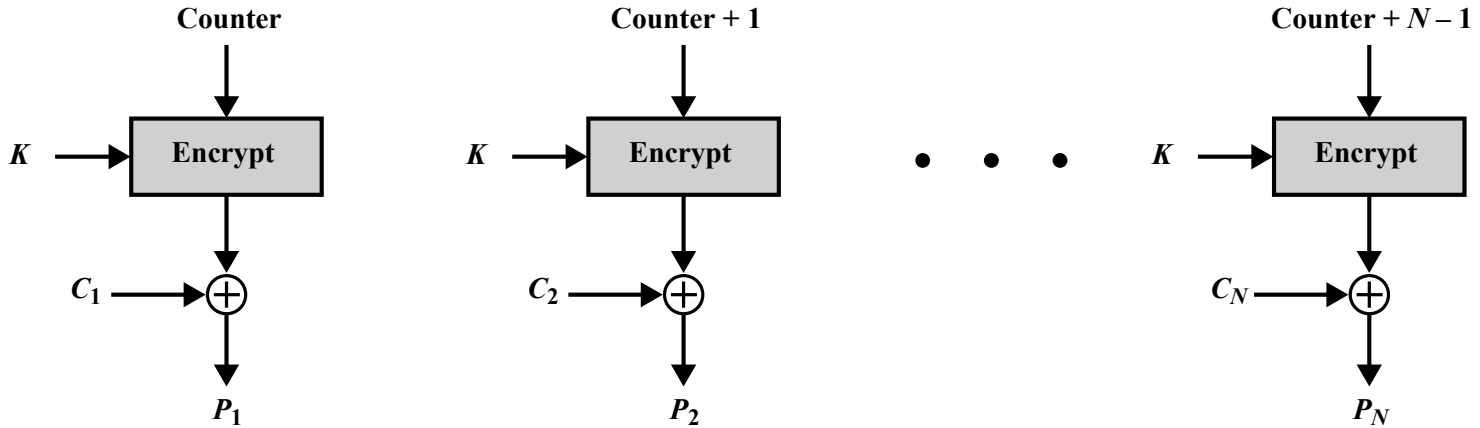 Counter
Counter + 1
Counter + N – 1
K
Encrypt
K
Encrypt
K
Encrypt
C1
C2
CN
P1
P2
PN